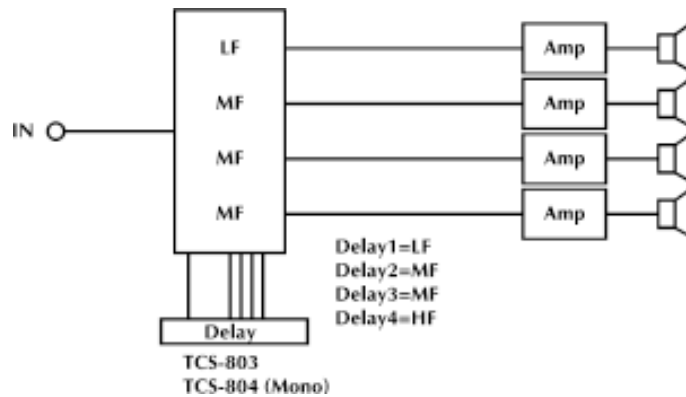 LF
Amp
MF
Amp
IN
MF
Amp
MF
Amp
Delay1=LF
Delay2=MF
Delay3=MF
Delay4=HF
Delay
TCS-803
TCS-804 (Mono)